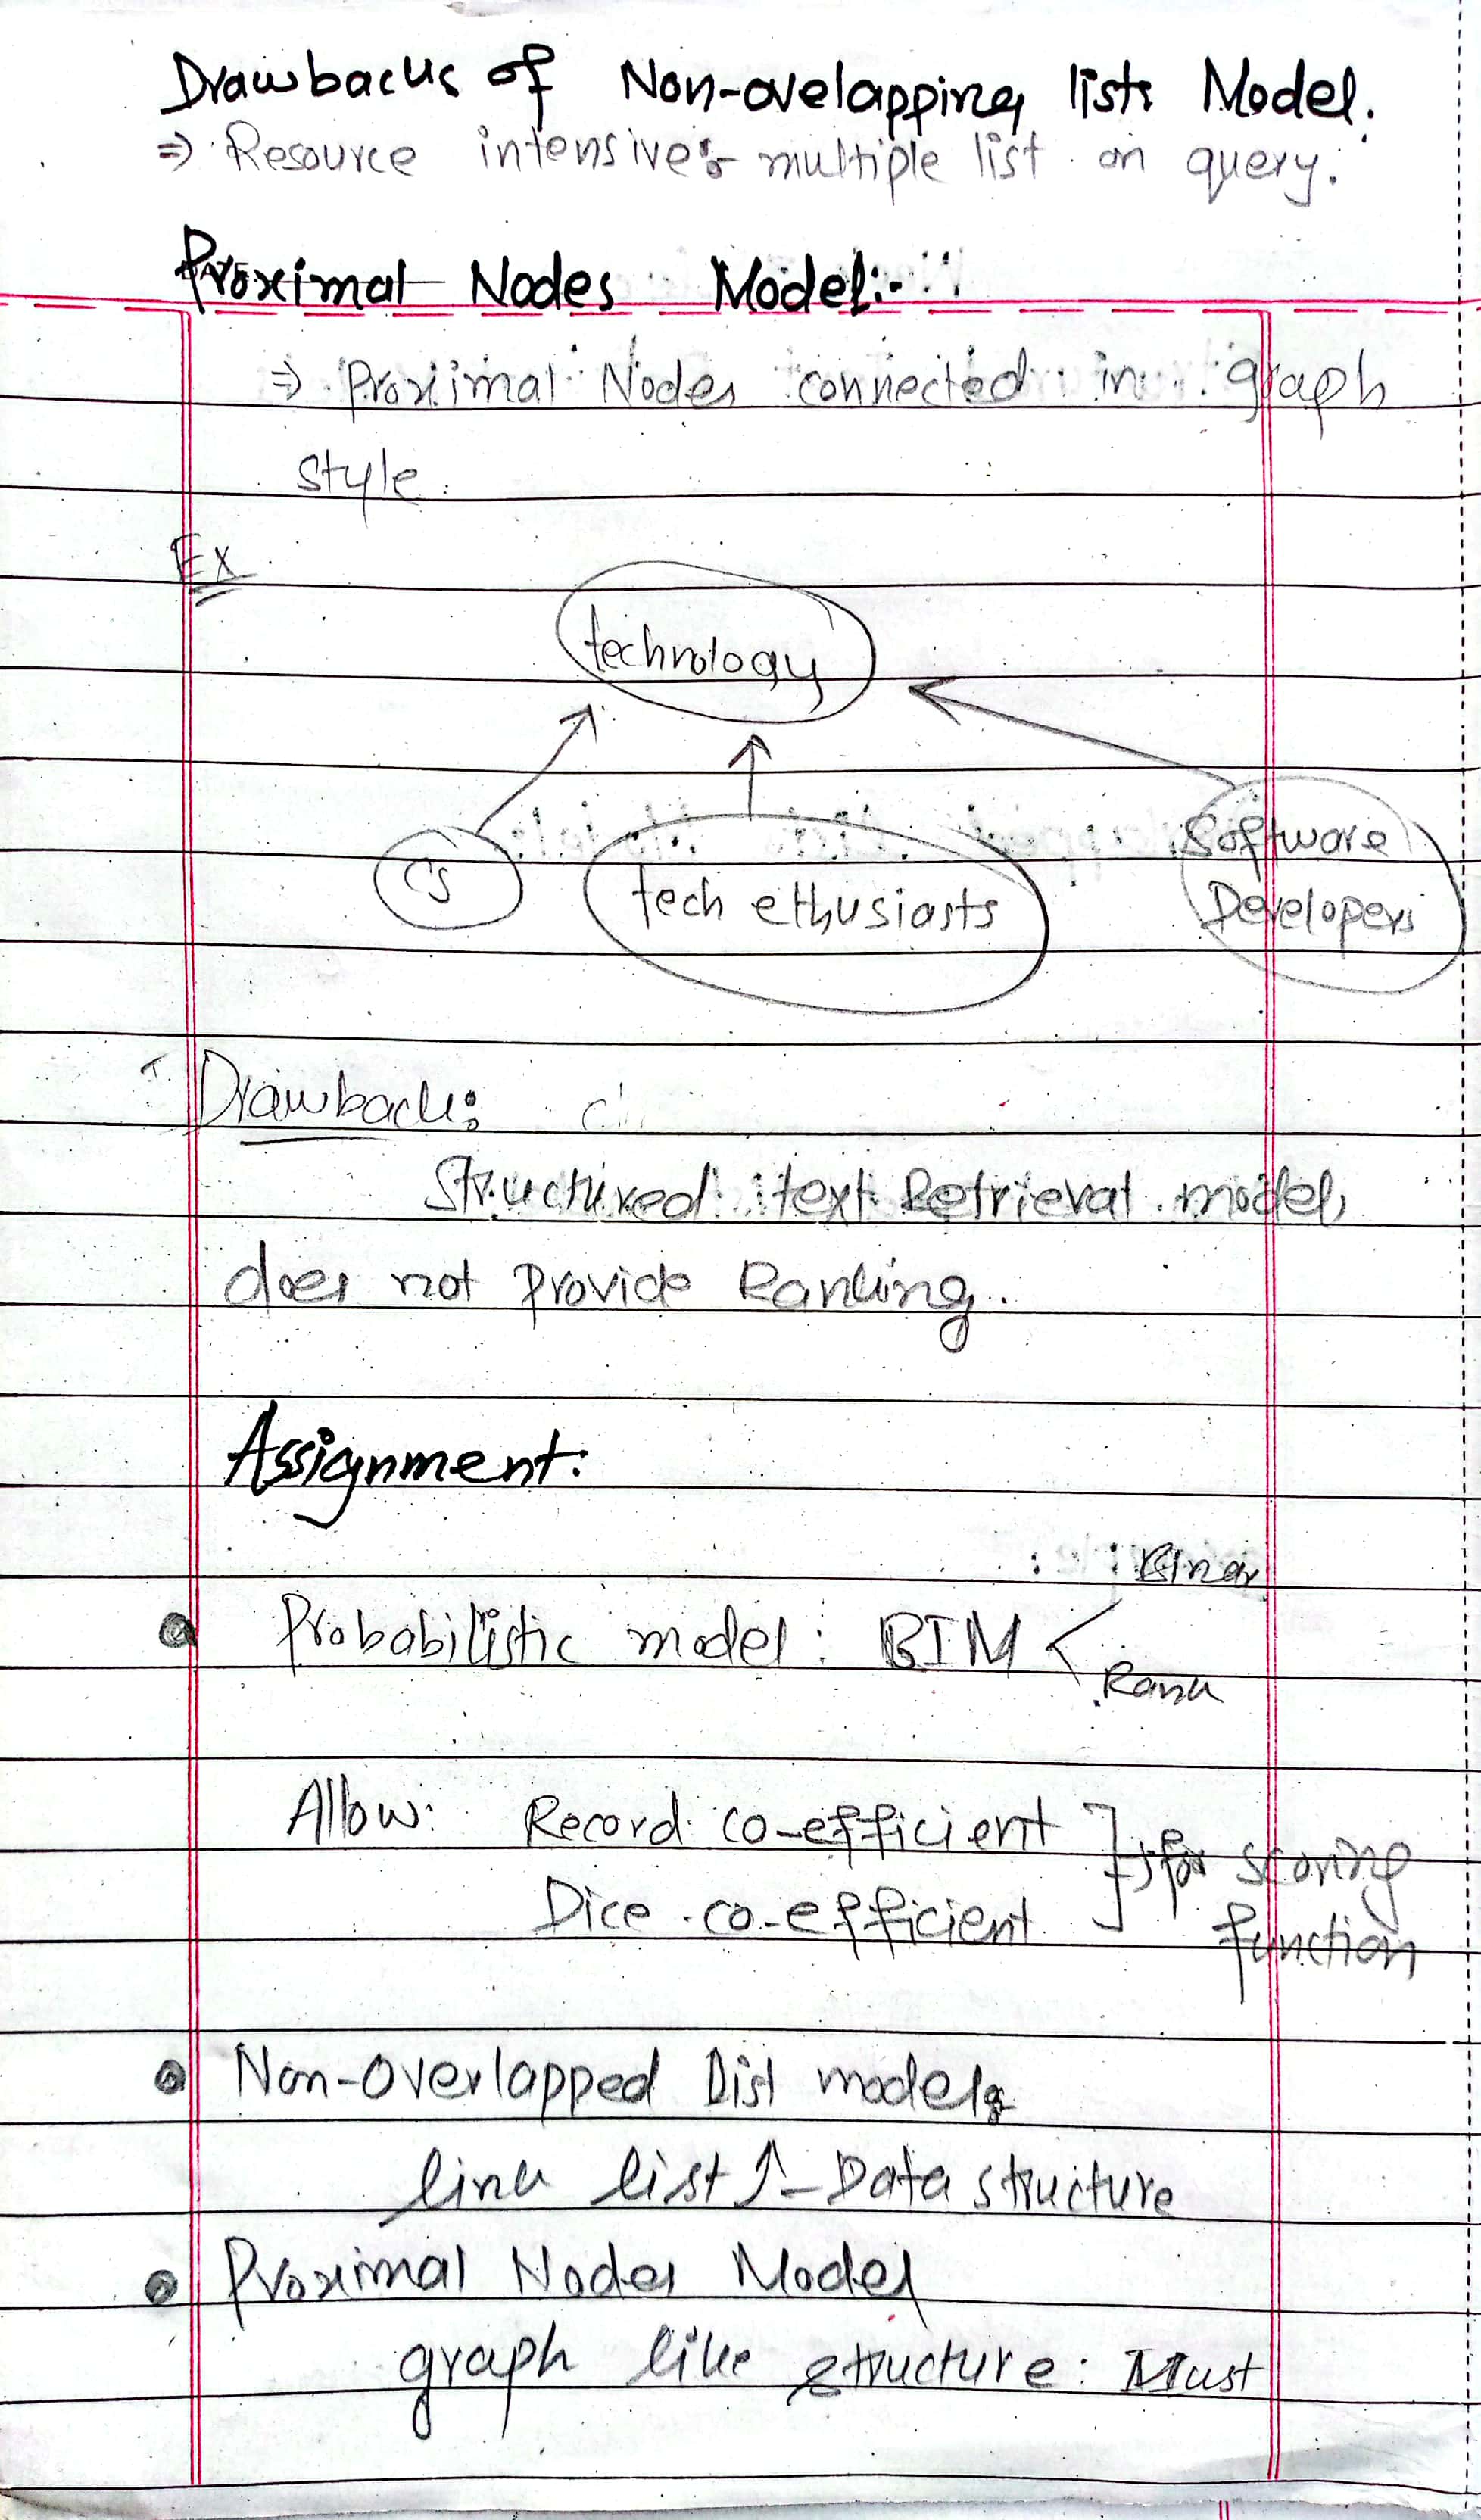 Drawbacks of Non-ovelapping lists Model.
⇒ Resource intensive:- multiple list on query.
Proximal Nodes Model:-
⇒ Proximal Nodes connected in graph
style.
Ex
technology
CS
tech ethusiasts
Software
Developers
Drawback:
Structured text Retrieval model,
does not provide Ranking.
Assignment:
Binary
Probabilistic model: BIM <
Rank
Allow: Record co-efficient
Dice co-efficient ] for scoring
function
Non-Overlapped List model:
link list ↑ - Data structure
Proximal Nodes Model
graph like structure: Must